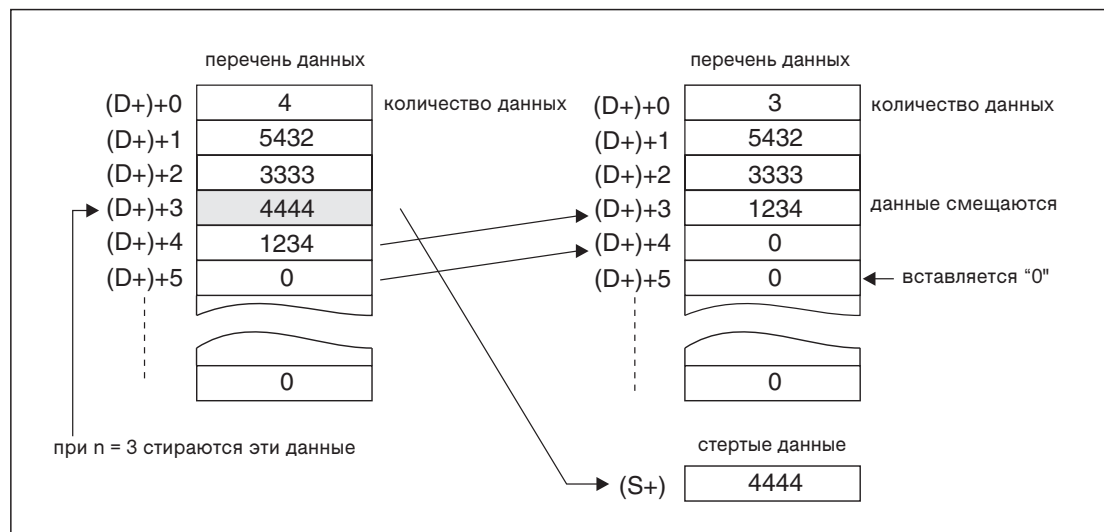 перечень данных
(D+)+0 4 количество данных
(D+)+1 5432
(D+)+2 3333
(D+)+3 4444
(D+)+4 1234
(D+)+5 0
0
при n = 3 стираются эти данные
перечень данных
(D+)+0 3 количество данных
(D+)+1 5432
(D+)+2 3333
(D+)+3 1234 данные смещаются
(D+)+4 0
(D+)+5 0 вставляется “0"
0
стертые данные
(S+) 4444